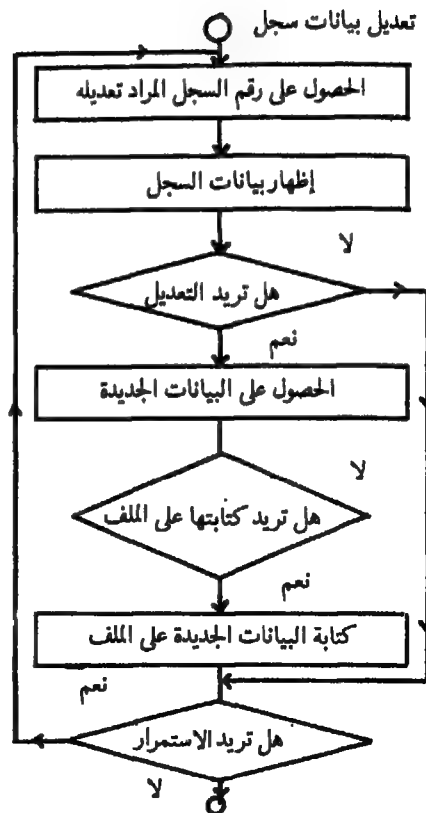 تعديل بيانات سجل
الحصول على رقم السجل المراد تعديله
إظهار بيانات السجل
لا
هل تريد التعديل
نعم
الحصول على البيانات الجديدة
لا
هل تريد كتابتها على الملف
نعم
كتابة البيانات الجديدة على الملف
نعم
هل تريد الاستمرار
لا